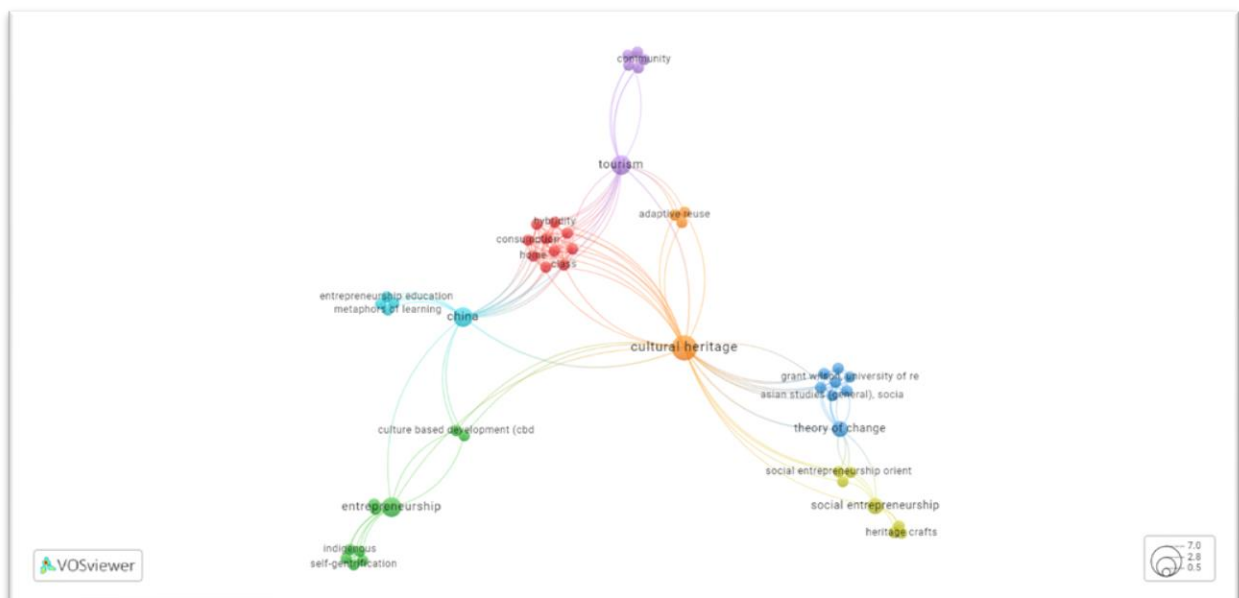 community
tourism
adaptive reuse
hybridity
consumption
home
class
entrepreneurship education
metaphors of learning
china
cultural heritage
grant wilson, university of re
asian studies (general), socia
theory of change
culture based development (cbd
social entrepreneurship orient
entrepreneurship
social entrepreneurship
heritage crafts
indigenous
self-gentrification
VOSviewer
7.0
2.8
0.5